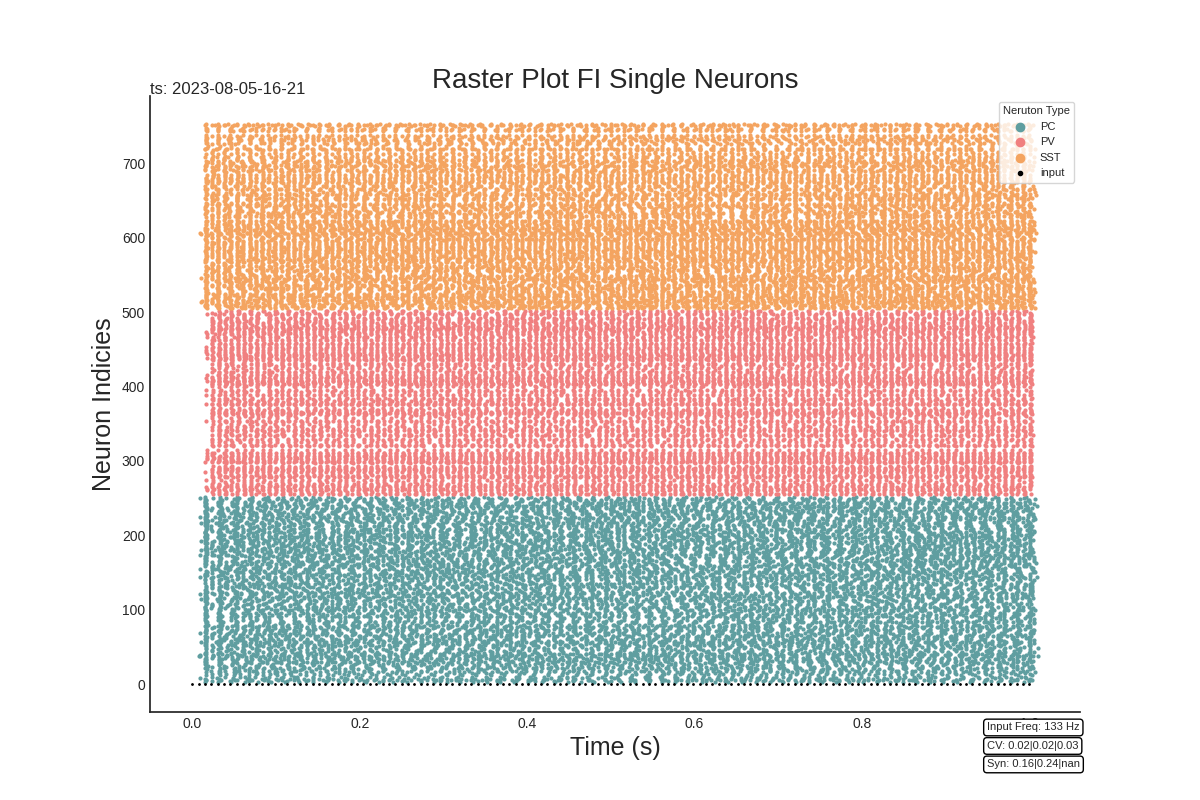 Raster Plot FI Single Neurons
ts: 2023-08-05-16-21
Neruton Type
PC
PV
SST
input
Neuron Indicies
700
600
500
400
300
200
100
0
0.0 0.2 0.4 0.6 0.8
Time (s)
Input Freq: 133 Hz
CV: 0.02|0.02|0.03
Syn: 0.16|0.24|nan